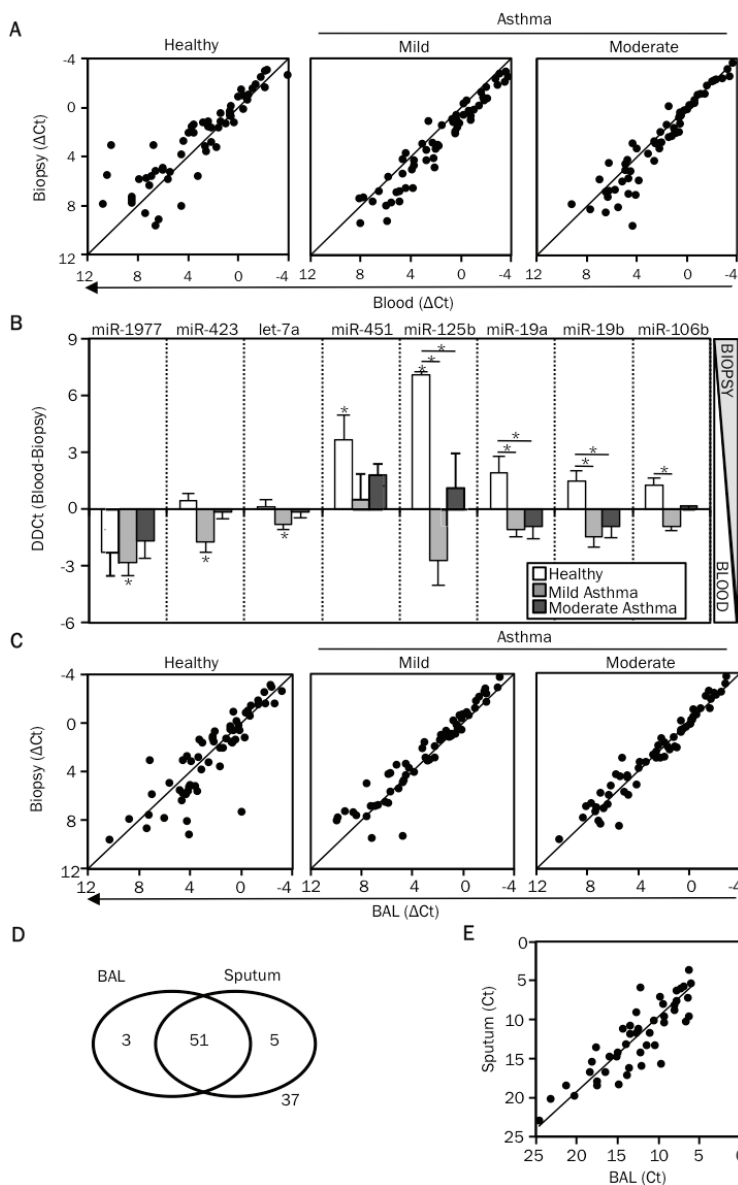 A
Asthma
Healthy Mild Moderate
-4
0
4
8
12
Biopsy (ΔCt)
12 8 4 0 -4 12 8 4 0 -4 12 8 4 0 -4
Blood (ΔCt)
B
miR-1977 miR-423 let-7a miR-451 miR-125b miR-19a miR-19b miR-106b
9
6
3
0
-3
-6
DDCt (Blood-Biopsy)
* * * * * * * * * * * *
BIOPSY
BLOOD
Healthy
Mild Asthma
Moderate Asthma
C
Asthma
Healthy Mild Moderate
-4
0
4
8
12
Biopsy (ΔCt)
12 8 4 0 -4 12 8 4 0 -4 12 8 4 0 -4
BAL (ΔCt)
D
BAL Sputum
3 51 5
37
E
0
5
10
15
20
25
Sputum (Ct)
25 20 15 10 5
BAL (Ct)